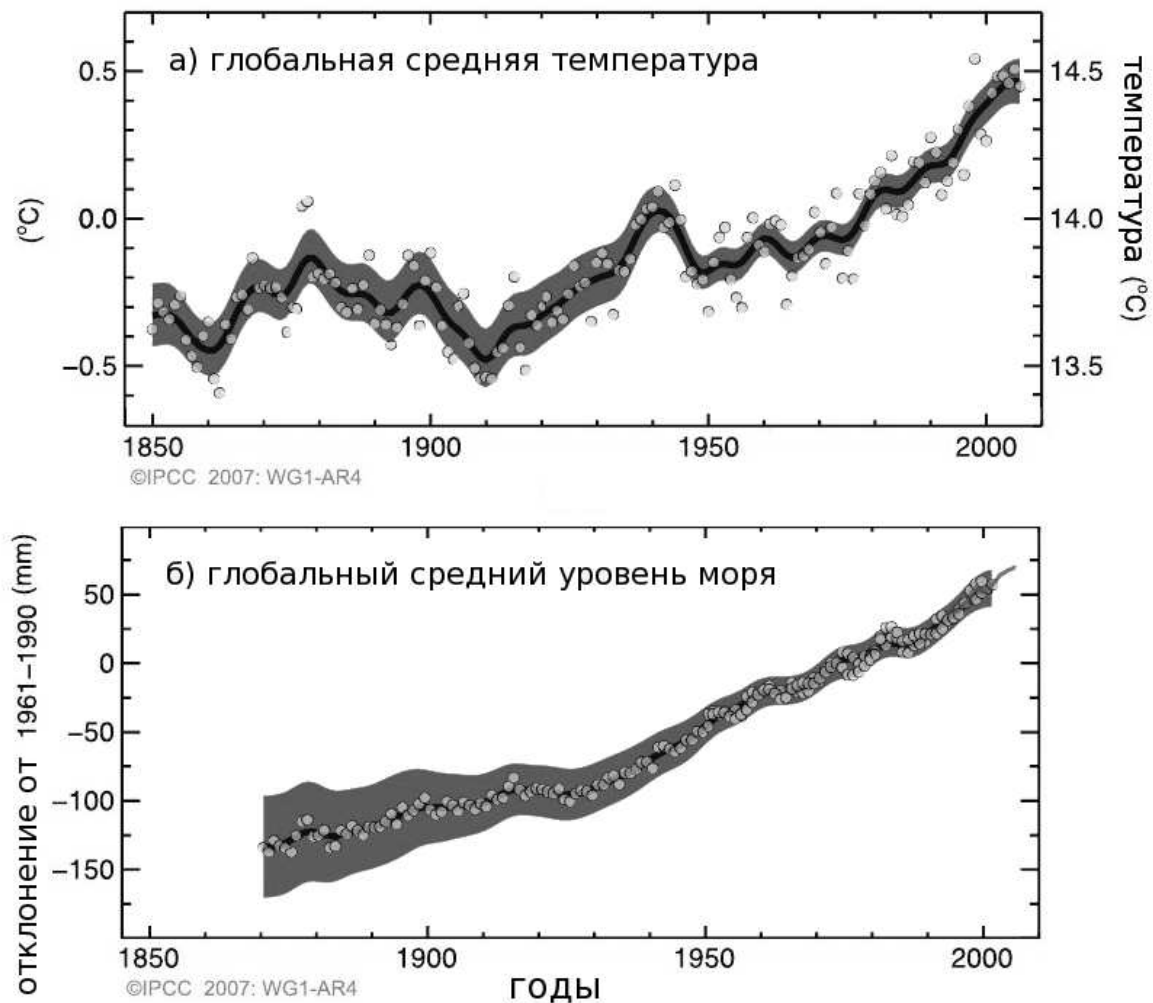 а) глобальная средняя температура
(°C)
0.5
0.0
−0.5
14.5
14.0
13.5
температура (°C)
1850
1900
1950
2000
©IPCC 2007: WG1-AR4
б) глобальный средний уровень моря
отклонение от 1961–1990 (mm)
50
0
−50
−100
−150
1850
1900
1950
2000
©IPCC 2007: WG1-AR4
годы